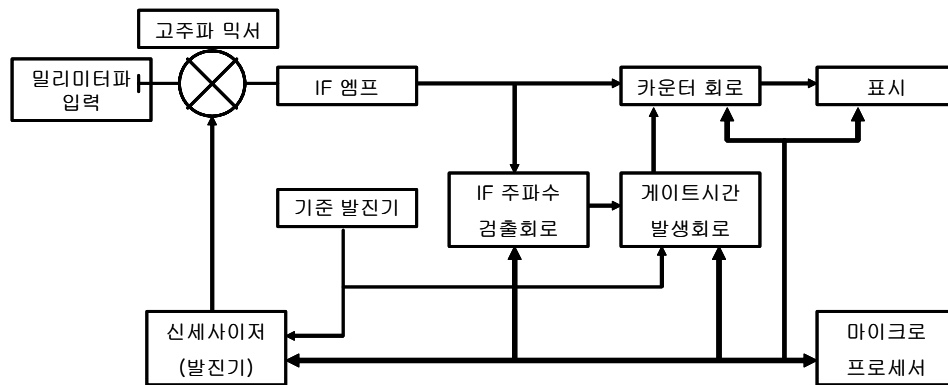 고주파 믹서
밀리미터파
입력
IF 엠프
카운터 회로
표시
기준 발진기
IF 주파수
검출회로
게이트시간
발생회로
신세사이저
(발진기)
마이크로
프로세서